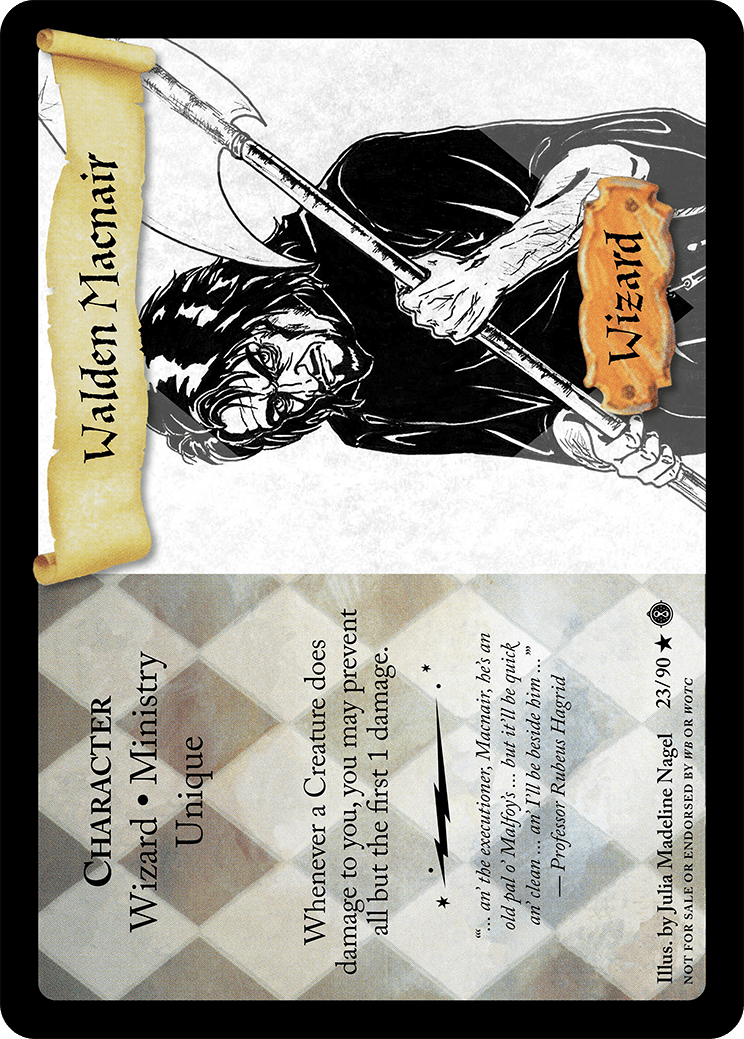 Walden Macnair
Wizard
CHARACTER
Wizard • Ministry
Unique
Whenever a Creature does
damage to you, you may prevent
all but the first 1 damage.
“‘... an’ the executioner, Macnair, he’s an
old pal o’ Malfoy’s ... but it’ll be quick
an’ clean ... an I’ll be beside him ...’”
— Professor Rubeus Hagrid
Illus. by Julia Madeline Nagel 23/90 ★
NOT FOR SALE OR ENDORSED BY WB OR WOTC